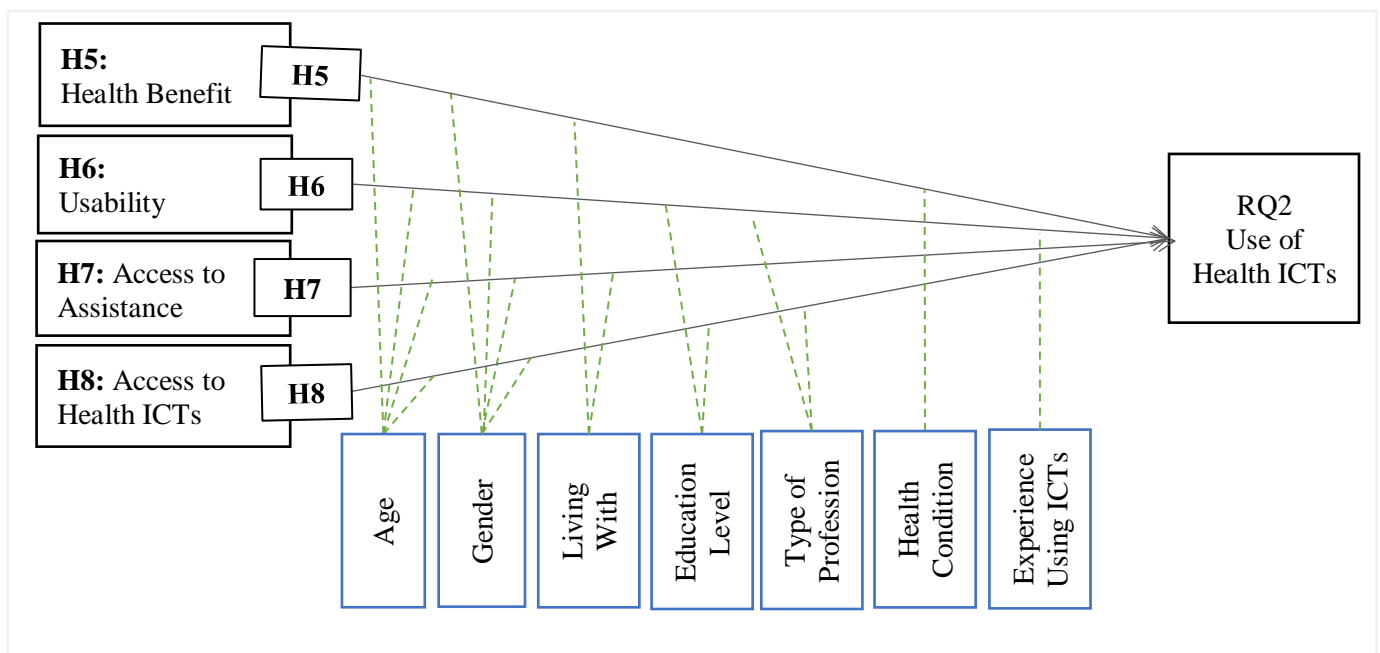 H5:
Health Benefit
H5
H6:
Usability
H6
H7: Access to
Assistance
H7
H8: Access to
Health ICTs
H8
RQ2
Use of
Health ICTs
Age
Gender
Living
With
Education
Level
Type of
Profession
Health
Condition
Experience
Using ICTs